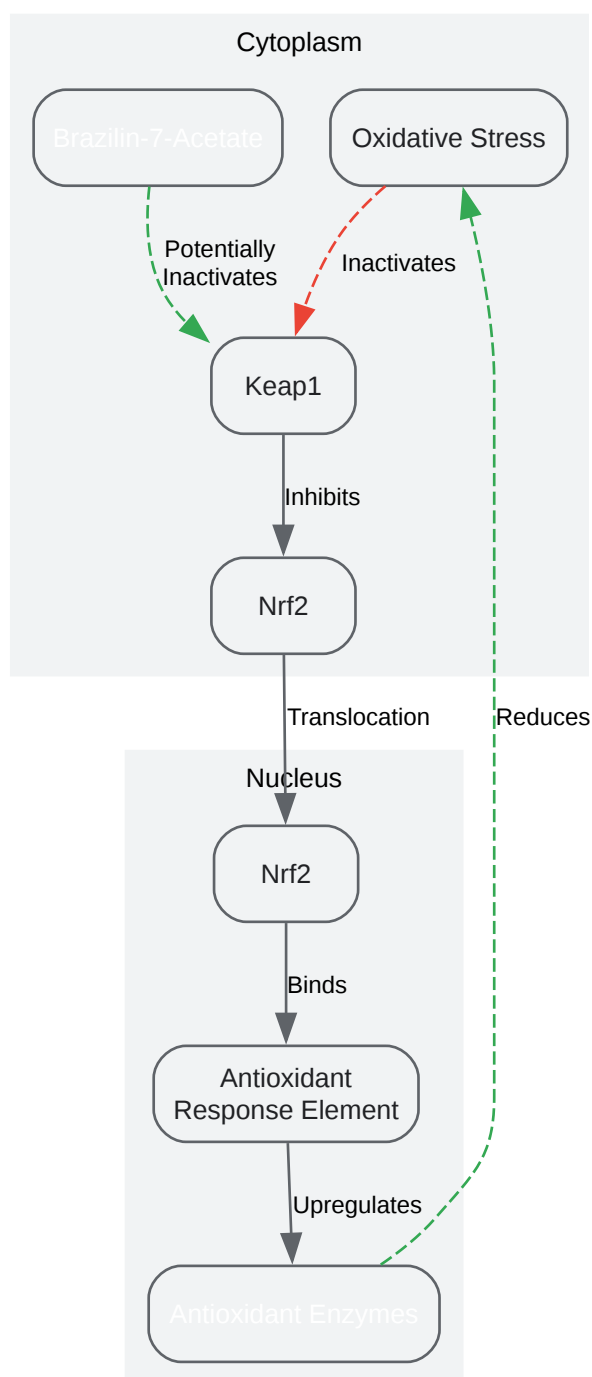 Cytoplasm
Brazilin-7-Acetate
Oxidative Stress
Potentially
Inactivates
Inactivates
Keap1
Inhibits
Nrf2
Translocation
Reduces
Nucleus
Nrf2
Binds
Antioxidant
Response Element
Upregulates
Antioxidant Enzymes